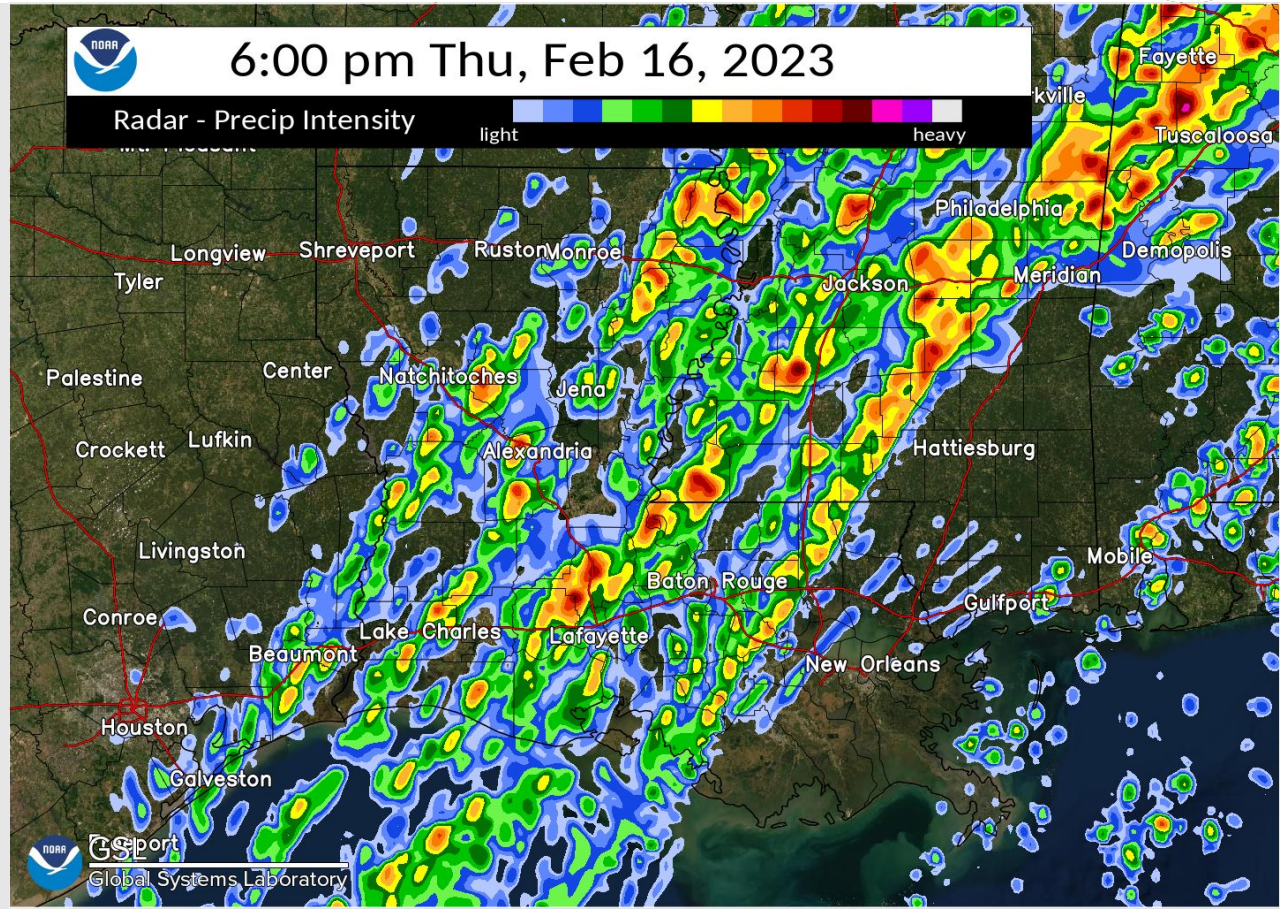 NOAA
6:00 pm Thu, Feb 16, 2023
Radar - Precip Intensity
light
heavy
Fayette
Tuscaloosa
Mt. Pleasant
Philadelphia
Longview
Shreveport
Ruston
Monroe
Demopolis
Tyler
Jackson
Meridian
Palestine
Center
Natchitoches
Jena
Crockett
Lufkin
Alexandria
Hattiesburg
Livingston
Baton Rouge
Mobile
Conroe
Lake Charles
Lafayette
Gulfport
Beaumont
New Orleans
Houston
Galveston
NOAA
GSL
Global Systems Laboratory